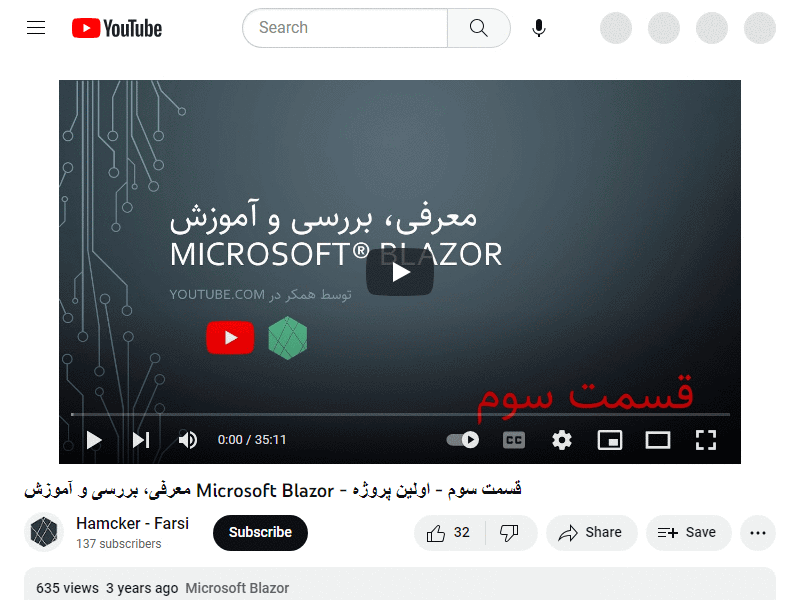 YouTube
Search
معرفی، بررسی و آموزش
MICROSOFT® BLAZOR
توسط همکر در YOUTUBE.COM
قسمت سوم
0:00 / 35:11
CC
قسمت سوم - اولین پروژه - Microsoft Blazor معرفی، بررسی و آموزش
Hamcker - Farsi
137 subscribers
Subscribe
32
Share
Save
635 views 3 years ago Microsoft Blazor